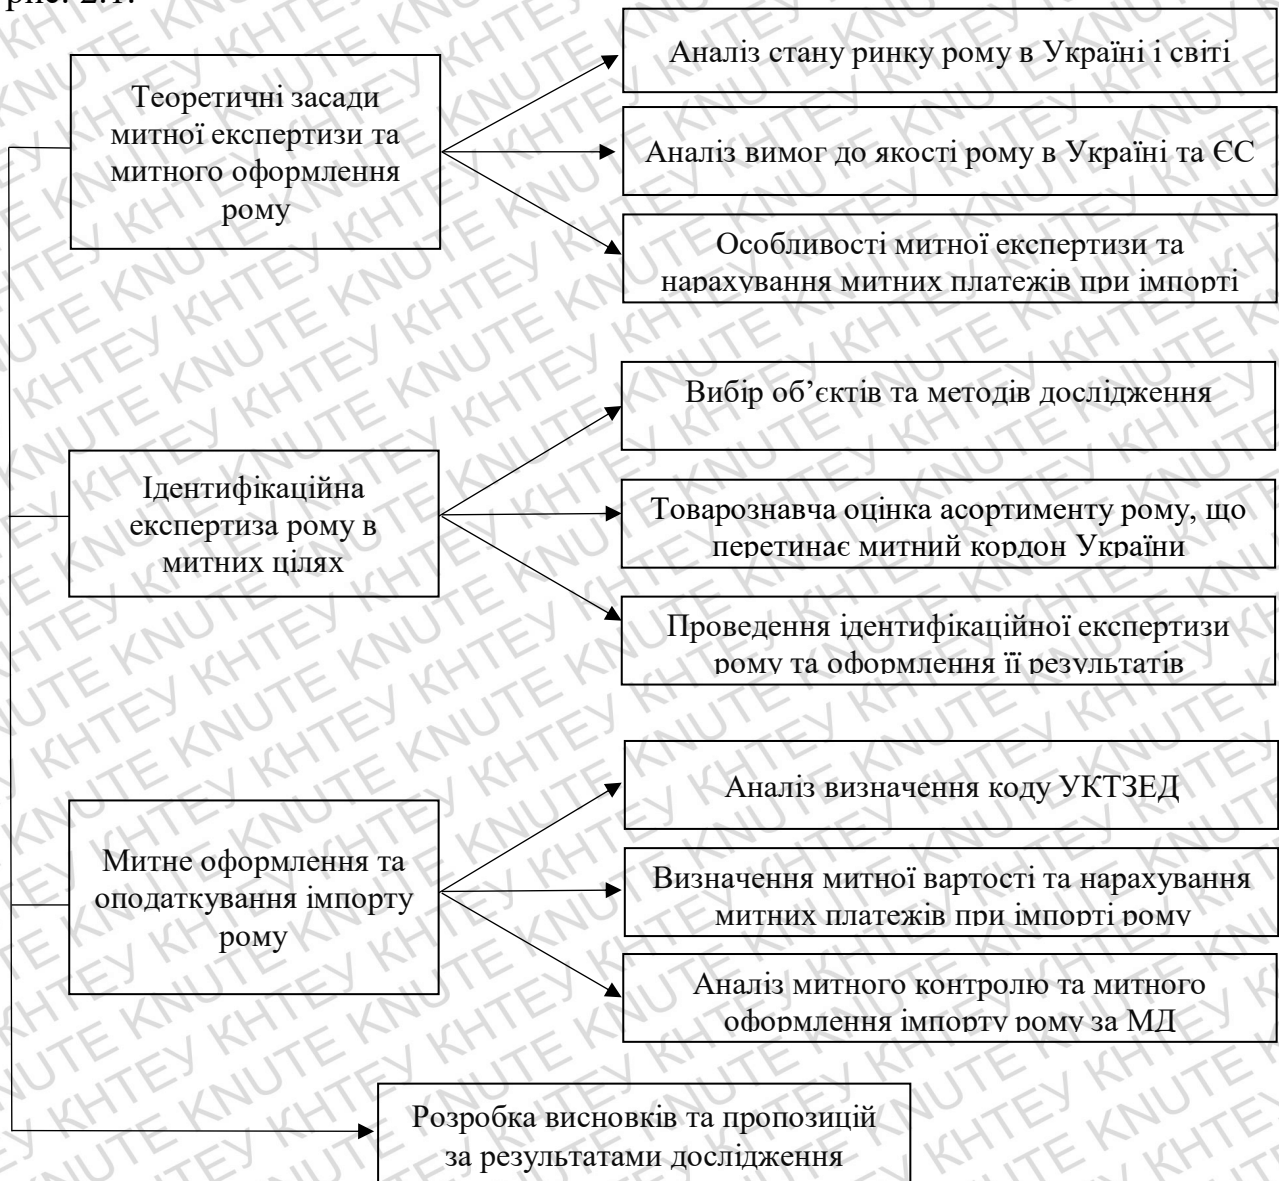 рис. 2.1.
Теоретичні засади
митної експертизи та
митного оформлення
рому
Аналіз стану ринку рому в Україні і світі
Аналіз вимог до якості рому в Україні та ЄС
Особливості митної експертизи та
нарахування митних платежів при імпорті
Ідентифікаційна
експертиза рому в
митних цілях
Вибір об’єктів та методів дослідження
Товарознавча оцінка асортименту рому, що
перетинає митний кордон України
Проведення ідентифікаційної експертизи
рому та оформлення її результатів
Митне оформлення та
оподаткування імпорту
рому
Аналіз визначення коду УКТЗЕД
Визначення митної вартості та нарахування
митних платежів при імпорті рому
Аналіз митного контролю та митного
оформлення імпорту рому за МД
Розробка висновків та пропозицій
за результатами дослідження